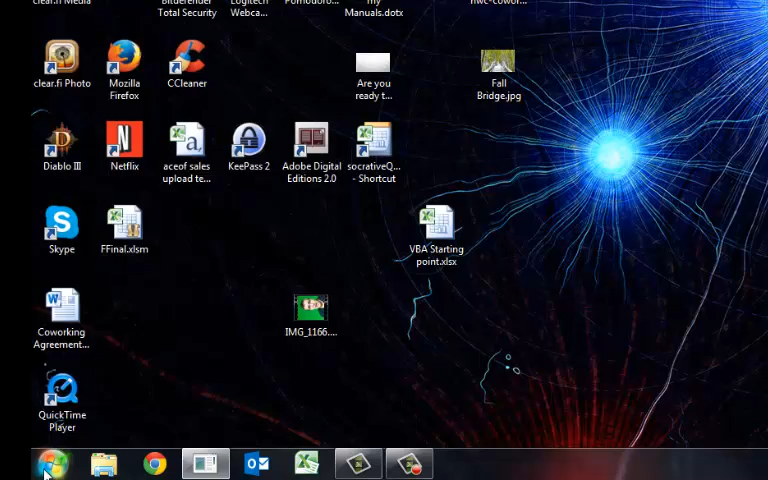 clear.fi Media
Bitdefender
Total Security
Logitech
Webca...
Pomodoro...
my
Manuals.dotx
nwc-cowor...
clear.fi Photo
Mozilla
Firefox
CCleaner
Are you
ready t...
Fall
Bridge.jpg
Diablo III
Netflix
aceof sales
upload te...
KeePass 2
Adobe Digital
Editions 2.0
socrativeQ...
- Shortcut
Skype
FFinal.xlsm
VBA Starting
point.xlsx
Coworking
Agreement...
IMG_1166....
QuickTime
Player